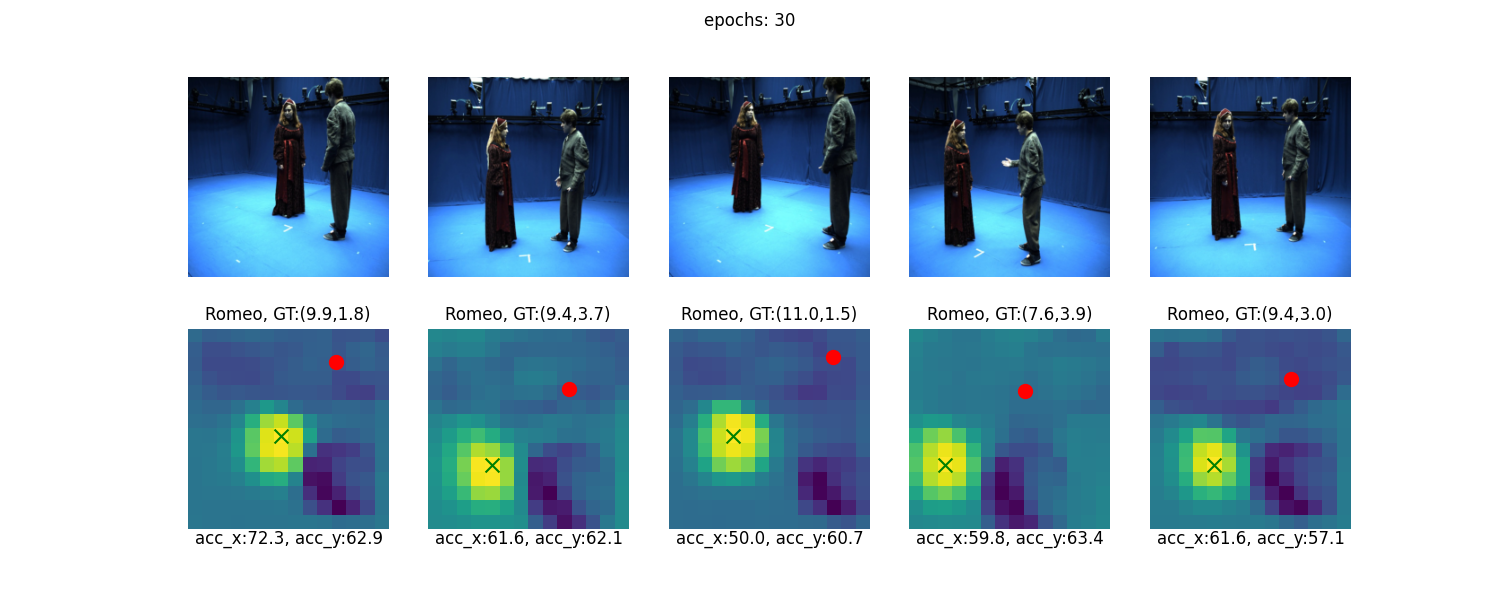 epochs: 30
Romeo, GT:(9.9,1.8)
Romeo, GT:(9.4,3.7)
Romeo, GT:(11.0,1.5)
Romeo, GT:(7.6,3.9)
Romeo, GT:(9.4,3.0)
acc_x:72.3, acc_y:62.9
acc_x:61.6, acc_y:62.1
acc_x:50.0, acc_y:60.7
acc_x:59.8, acc_y:63.4
acc_x:61.6, acc_y:57.1